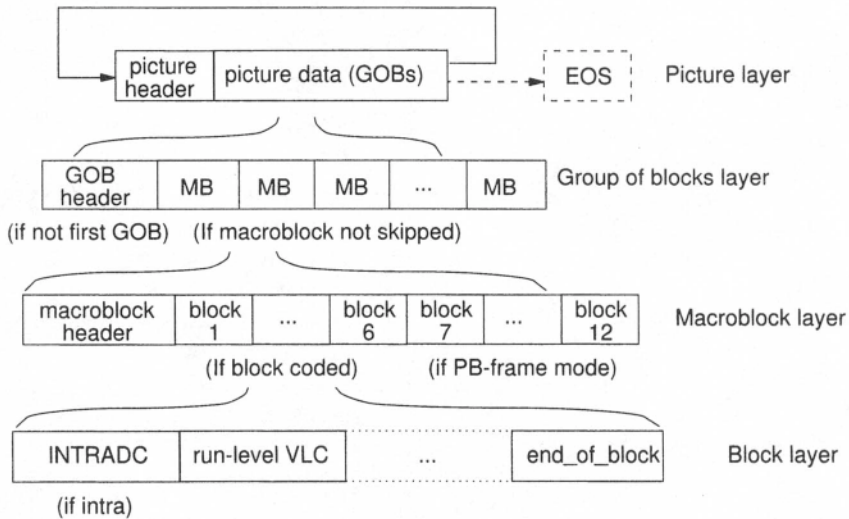 picture header
picture data (GOBs)
EOS
Picture layer
GOB header
MB
MB
MB
...
MB
Group of blocks layer
(if not first GOB)
(If macroblock not skipped)
macroblock header
block 1
...
block 6
block 7
...
block 12
Macroblock layer
(If block coded)
(if PB-frame mode)
INTRADC
run-level VLC
...
end_of_block
Block layer
(if intra)